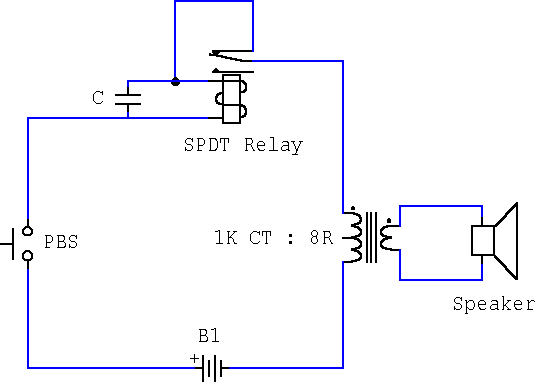 C
SPDT Relay
PBS
1K CT : 8R
Speaker
B1
+